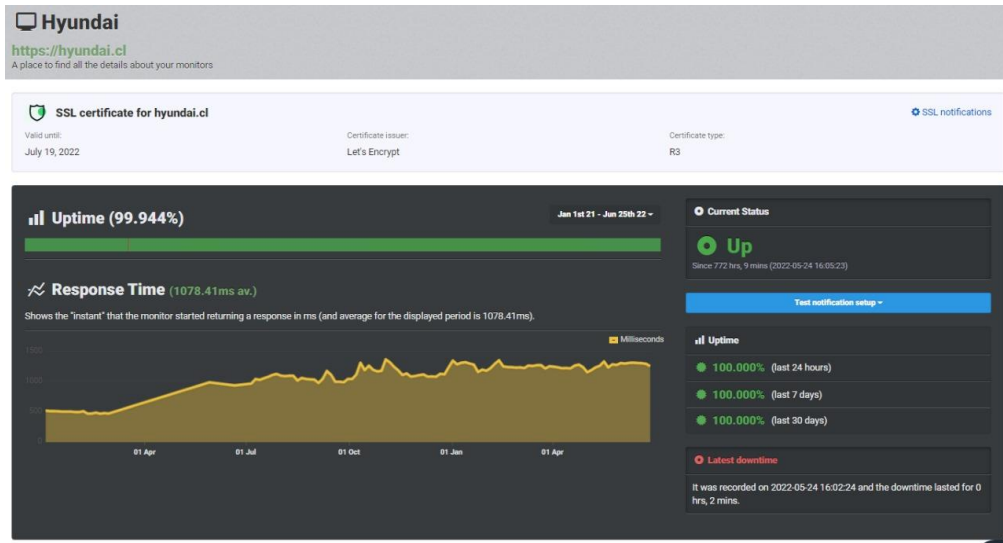 Hyundai
https://hyundai.cl
A place to find all the details about your monitors
SSL certificate for hyundai.cl
SSL notifications
Valid until:
July 19, 2022
Certificate issuer:
Let's Encrypt
Certificate type:
R3
Uptime (99.944%)
Jan 1st 21 - Jun 25th 22
Response Time (1078.41ms av.)
Shows the "instant" that the monitor started returning a response in ms (and average for the displayed period is 1078.41ms).
Milliseconds
1500
1000
500
0
01 Apr
01 Jul
01 Oct
01 Jan
01 Apr
Current Status
Up
Since 772 hrs, 9 mins (2022-05-24 16:05:23)
Test notification setup
Uptime
100.000% (last 24 hours)
100.000% (last 7 days)
100.000% (last 30 days)
Latest downtime
It was recorded on 2022-05-24 16:02:24 and the downtime lasted for 0
hrs, 2 mins.